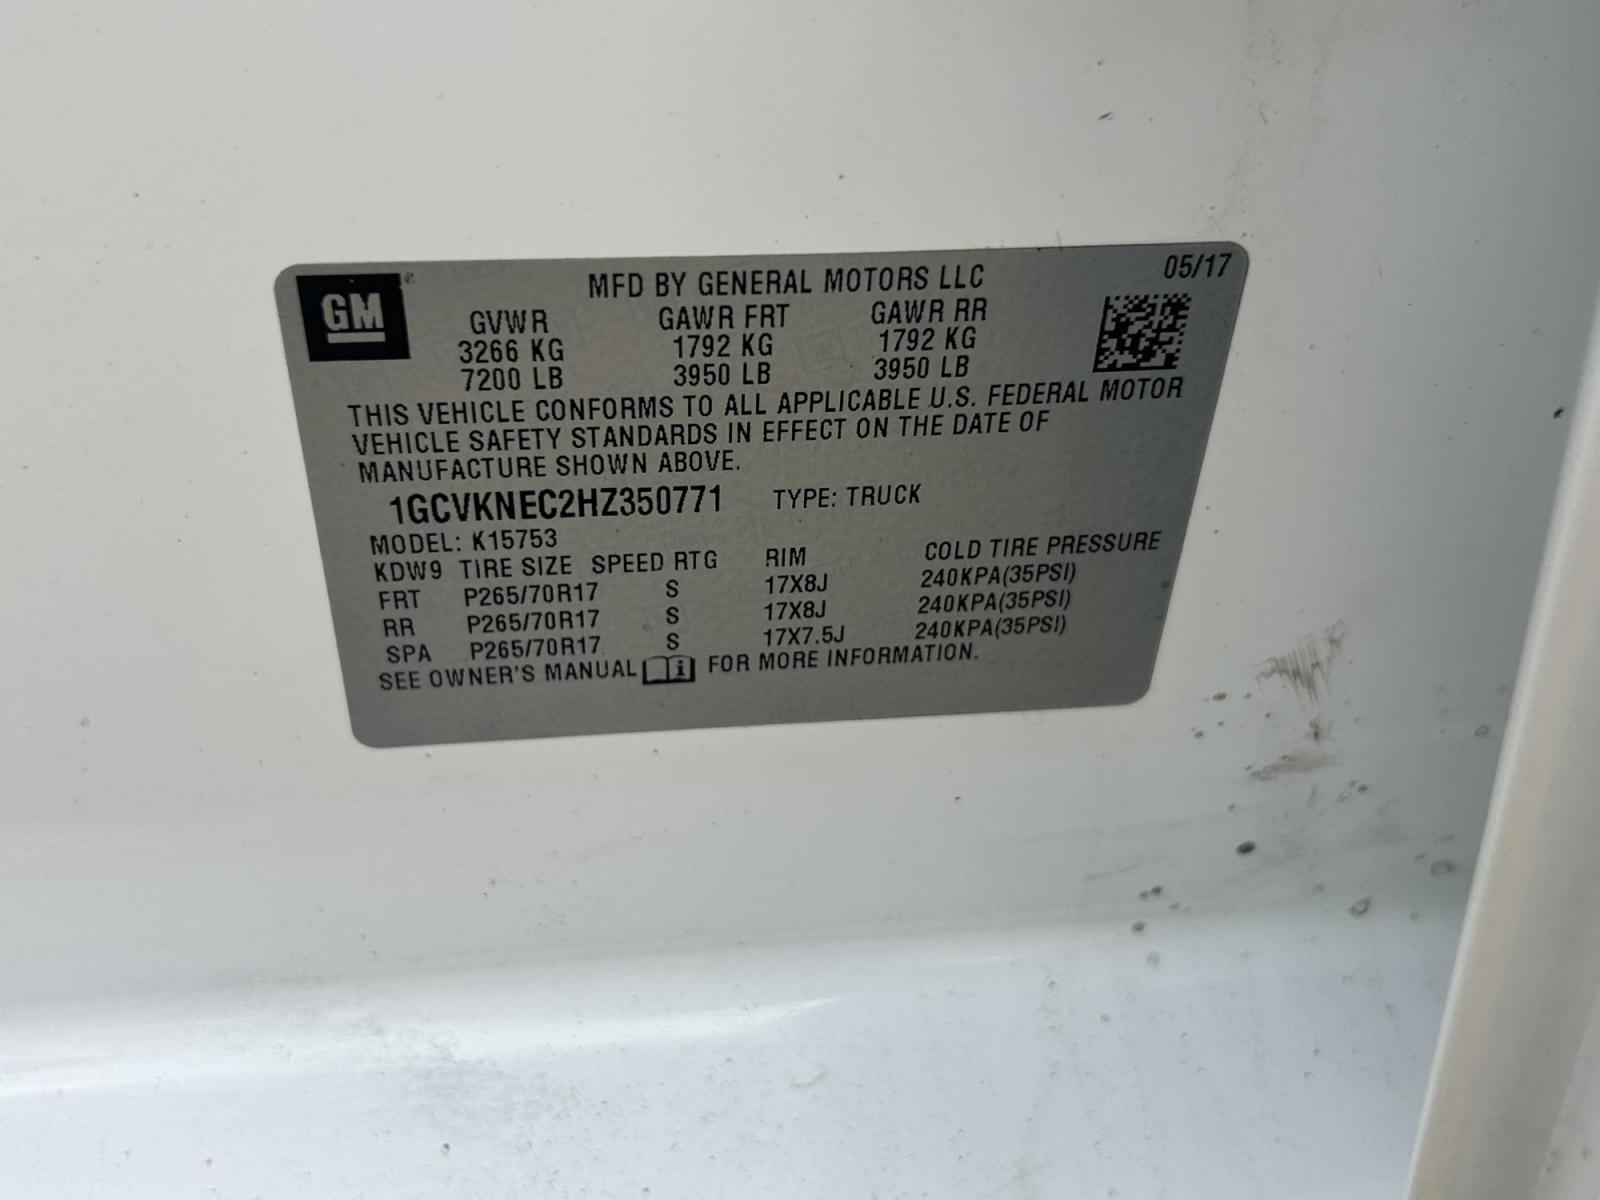 GM
MFD BY GENERAL MOTORS LLC 05/17
GVWR GAWR FRT GAWR RR
3266 KG 1792 KG 1792 KG
7200 LB 3950 LB 3950 LB
THIS VEHICLE CONFORMS TO ALL APPLICABLE U.S. FEDERAL MOTOR
VEHICLE SAFETY STANDARDS IN EFFECT ON THE DATE OF
MANUFACTURE SHOWN ABOVE.
1GCVKNEC2HZ350771 TYPE: TRUCK
MODEL: K15753
KDW9 TIRE SIZE SPEED RTG RIM COLD TIRE PRESSURE
FRT P265/70R17 S 17X8J 240KPA(35PSI)
RR P265/70R17 S 17X8J 240KPA(35PSI)
SPA P265/70R17 S 17X7.5J 240KPA(35PSI)
SEE OWNER'S MANUAL i FOR MORE INFORMATION.